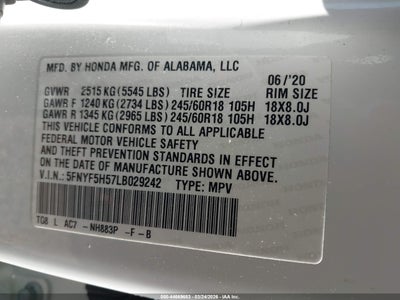 MFD. BY HONDA MFG. OF ALABAMA, LLC
06/'20
GVWR 2515 KG (5545 LBS) TIRE SIZE RIM SIZE
GAWR F 1240 KG (2734 LBS) 245/60R18 105H 18X8.0J
GAWR R 1345 KG (2965 LBS) 245/60R18 105H 18X8.0J
THIS VEHICLE CONFORMS TO ALL APPLICABLE
FEDERAL MOTOR VEHICLE SAFETY, BUMPER,
AND THEFT PREVENTION STANDARDS IN EFFECT
ON THE DATE OF MANUFACTURE SHOWN ABOVE.
V.I.N.: 5FNYF5H57LB029242 TYPE: MPV
TG8 L AC7 -NH883P -F - B